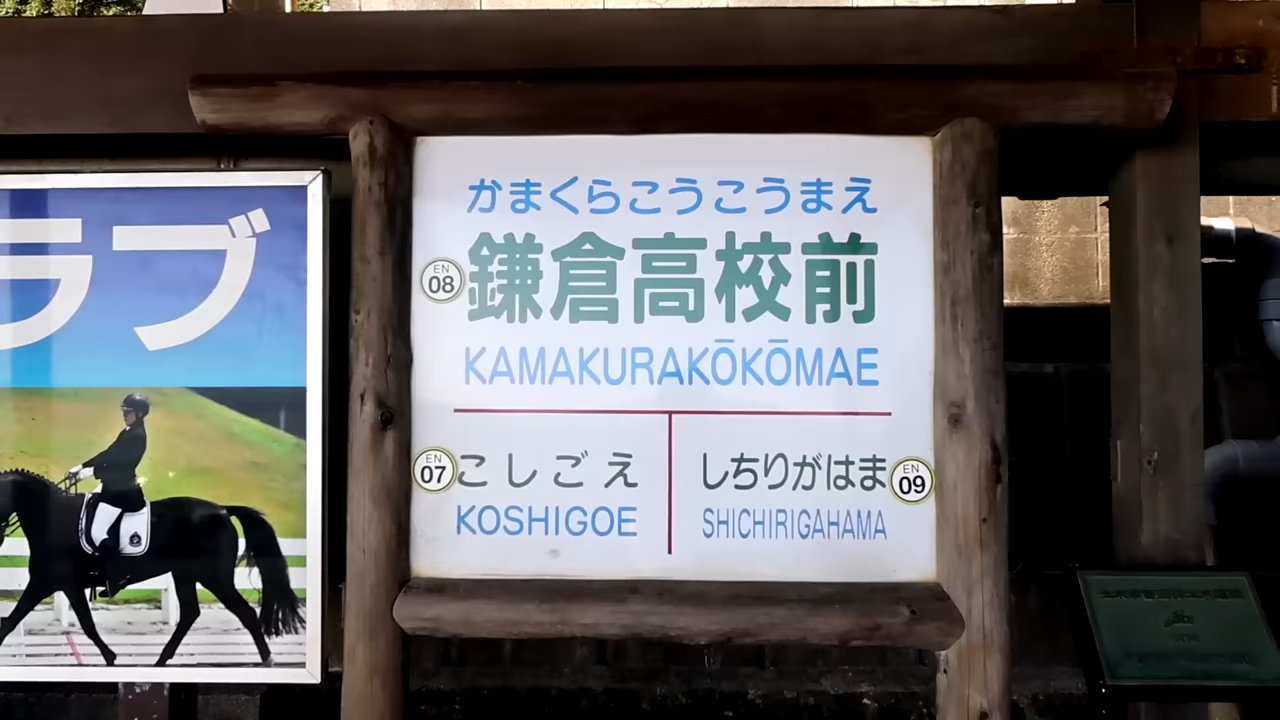 ラブ
かまくらこうこうまえ
EN 08
鎌倉高校前
KAMAKURAKŌKŌMAE
EN 07
こしごえ
KOSHIGOE
しちりがはま
EN 09
SHICHIRIGAHAMA